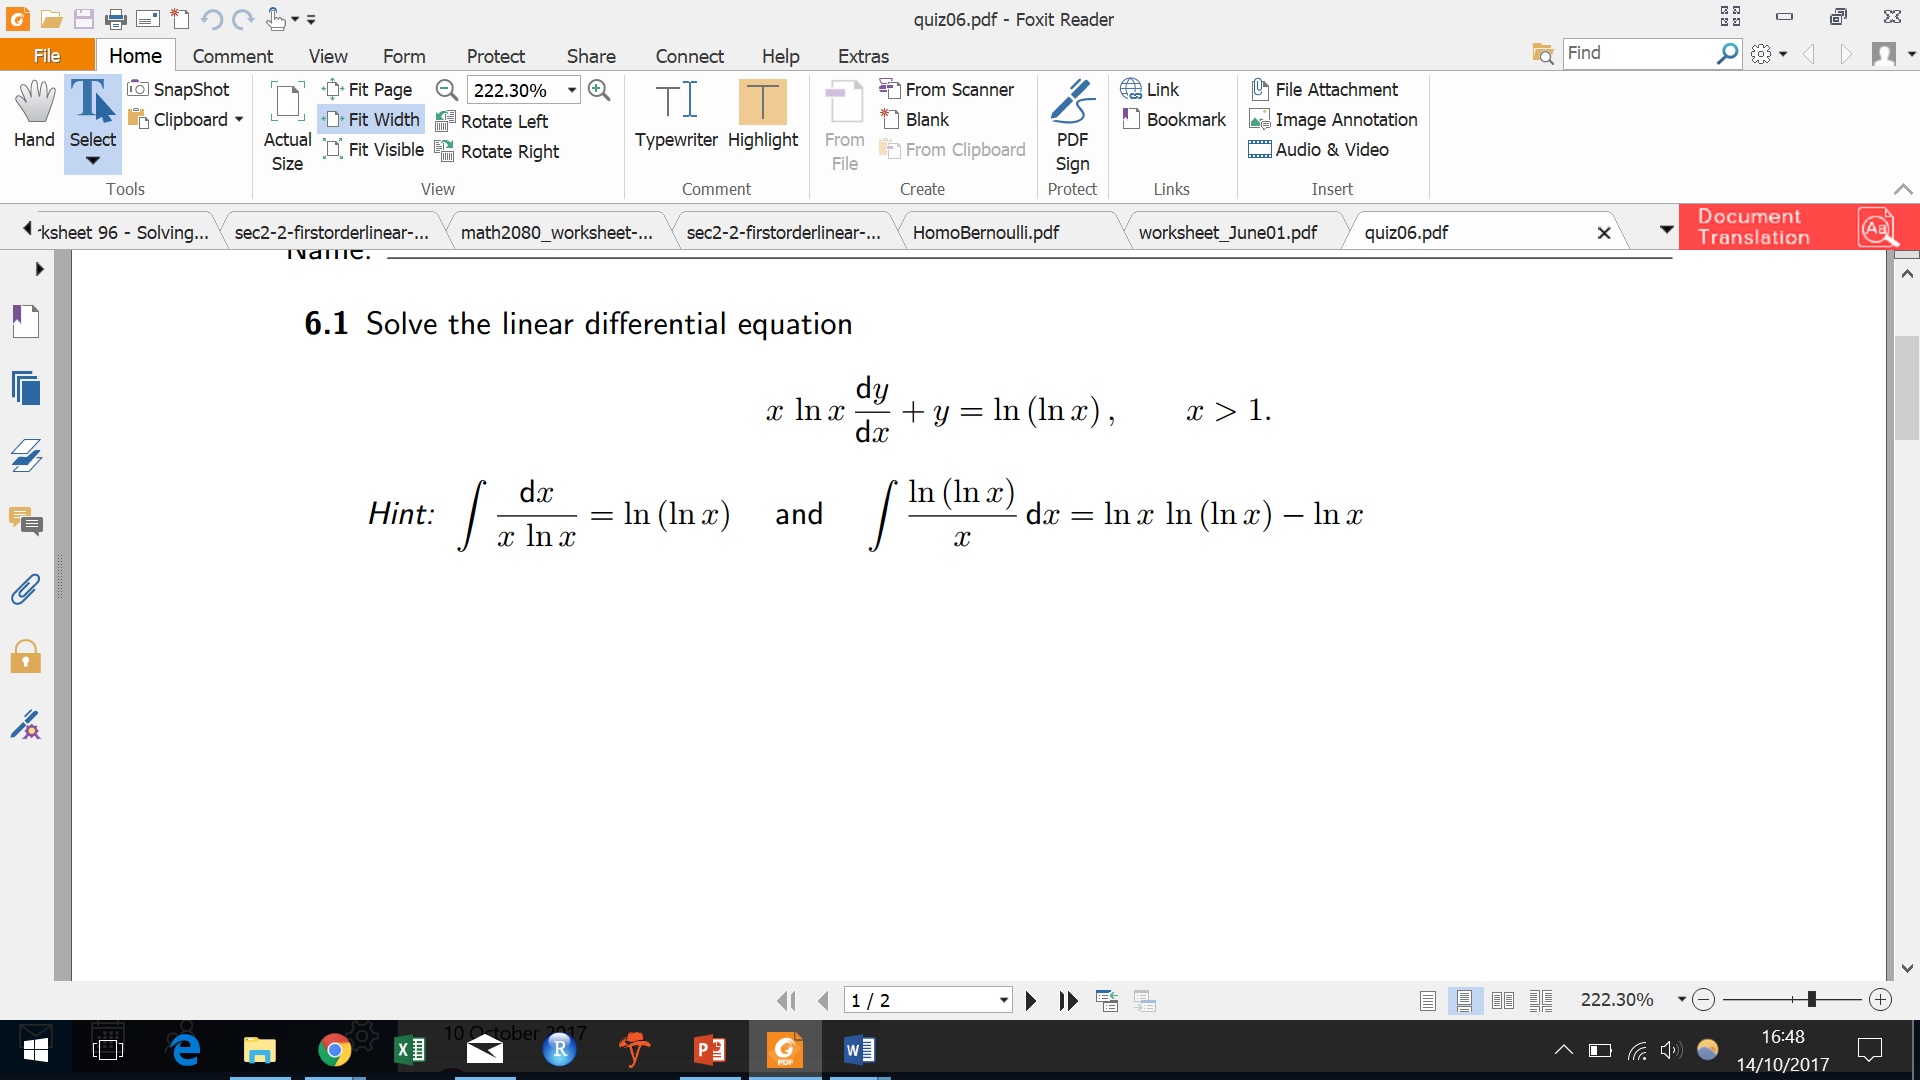 quiz06.pdf - Foxit Reader
File Home Comment View Form Protect Share Connect Help Extras Find
Hand Select SnapShot Clipboard
Tools
Actual Size Fit Page Fit Width Fit Visible 222.30% Rotate Left Rotate Right
View
Typewriter Highlight
Comment
From File From Scanner Blank From Clipboard
Create
PDF Sign
Protect
Link Bookmark
Links
File Attachment Image Annotation Audio & Video
Insert
ksheet 96 - Solving... sec2-2-firstorderlinear-... math2080_worksheet-... sec2-2-firstorderlinear-... HomoBernoulli.pdf worksheet_June01.pdf quiz06.pdf Document Translation Aa
Name:
6.1 Solve the linear differential equation
x ln x dy/dx + y = ln (ln x), x > 1.
Hint: ∫ dx/(x ln x) = ln (ln x) and ∫ ln (ln x)/x dx = ln x ln (ln x) − ln x
1 / 2 222.30%
10 October 2017
16:48
14/10/2017